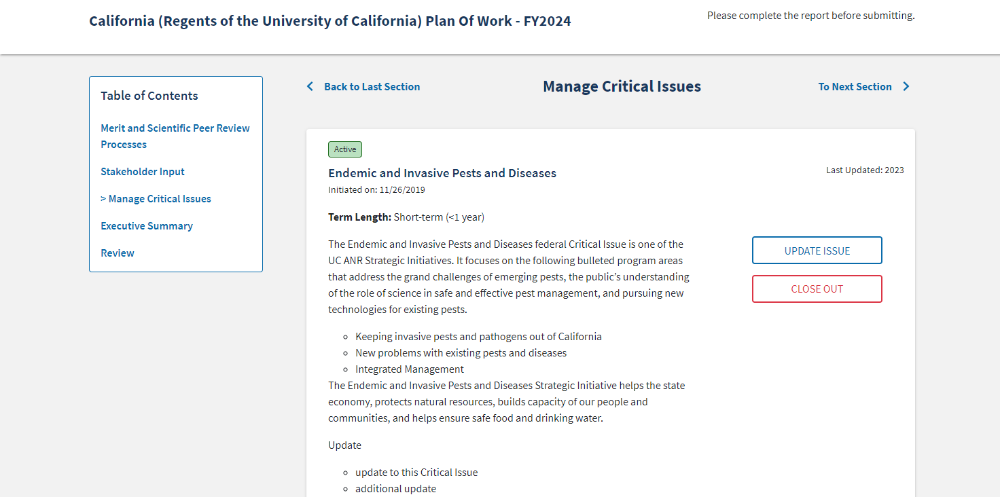 California (Regents of the University of California) Plan Of Work - FY2024
Please complete the report before submitting.
Table of Contents
Merit and Scientific Peer Review
Processes
Stakeholder Input
> Manage Critical Issues
Executive Summary
Review
Back to Last Section
Manage Critical Issues
To Next Section
Active
Endemic and Invasive Pests and Diseases
Last Updated: 2023
Initiated on: 11/26/2019
Term Length: Short-term (<1 year)
The Endemic and Invasive Pests and Diseases federal Critical Issue is one of the
UC ANR Strategic Initiatives. It focuses on the following bulleted program areas
that address the grand challenges of emerging pests, the public’s understanding
of the role of science in safe and effective pest management, and pursuing new
technologies for existing pests.
UPDATE ISSUE
CLOSE OUT
Keeping invasive pests and pathogens out of California
New problems with existing pests and diseases
Integrated Management
The Endemic and Invasive Pests and Diseases Strategic Initiative helps the state
economy, protects natural resources, builds capacity of our people and
communities, and helps ensure safe food and drinking water.
Update
update to this Critical Issue
additional update